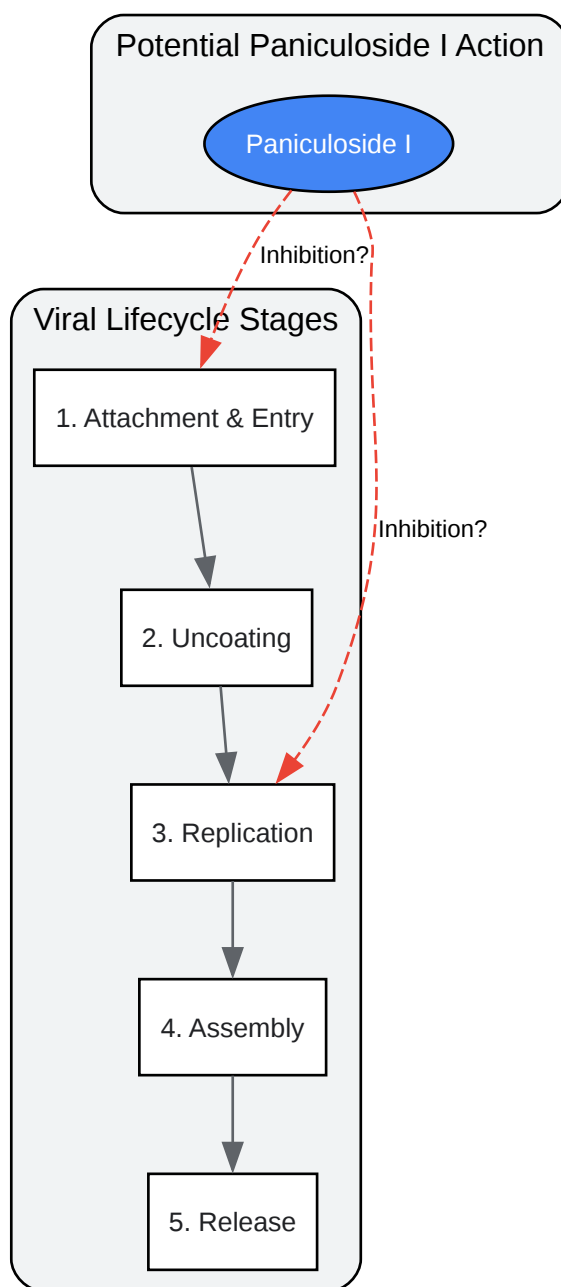 Potential Paniculoside I Action
Paniculoside I
Inhibition?
Viral Lifecycle Stages
1. Attachment & Entry
Inhibition?
2. Uncoating
3. Replication
4. Assembly
5. Release